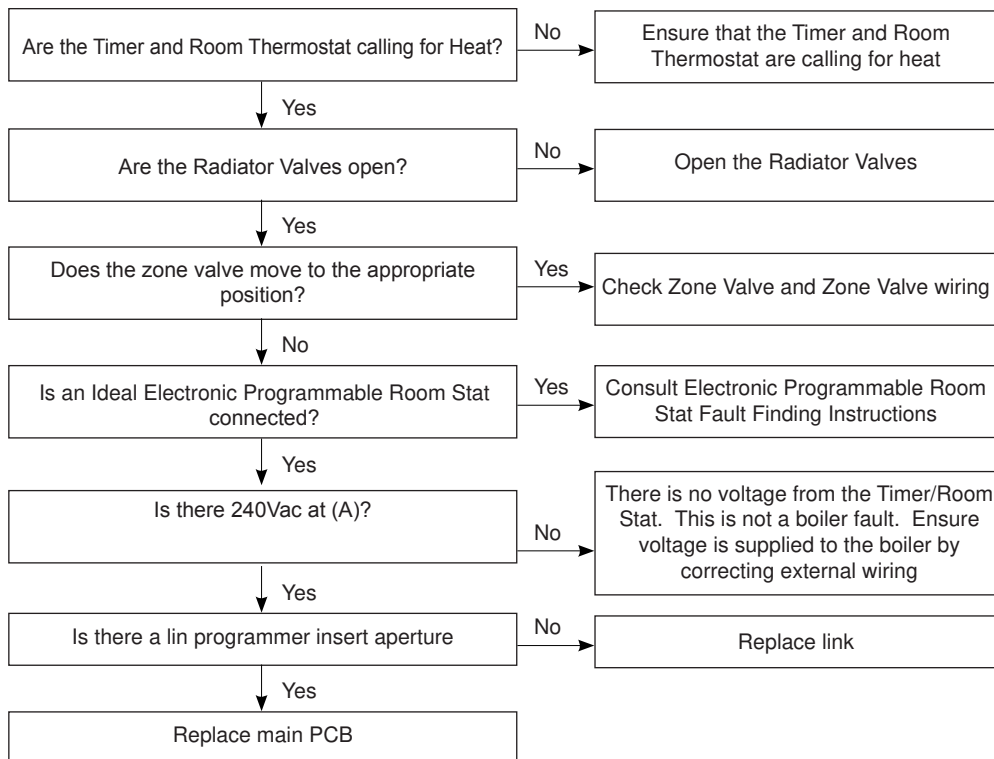 Are the Timer and Room Thermostat calling for Heat?
No
Ensure that the Timer and Room
Thermostat are calling for heat
Yes
Are the Radiator Valves open?
No
Open the Radiator Valves
Yes
Does the zone valve move to the appropriate
position?
Yes
Check Zone Valve and Zone Valve wiring
No
Is an Ideal Electronic Programmable Room Stat
connected?
Yes
Consult Electronic Programmable Room
Stat Fault Finding Instructions
Yes
Is there 240Vac at (A)?
No
There is no voltage from the Timer/Room
Stat. This is not a boiler fault. Ensure
voltage is supplied to the boiler by
correcting external wiring
Yes
Is there a lin programmer insert aperture
No
Replace link
Yes
Replace main PCB